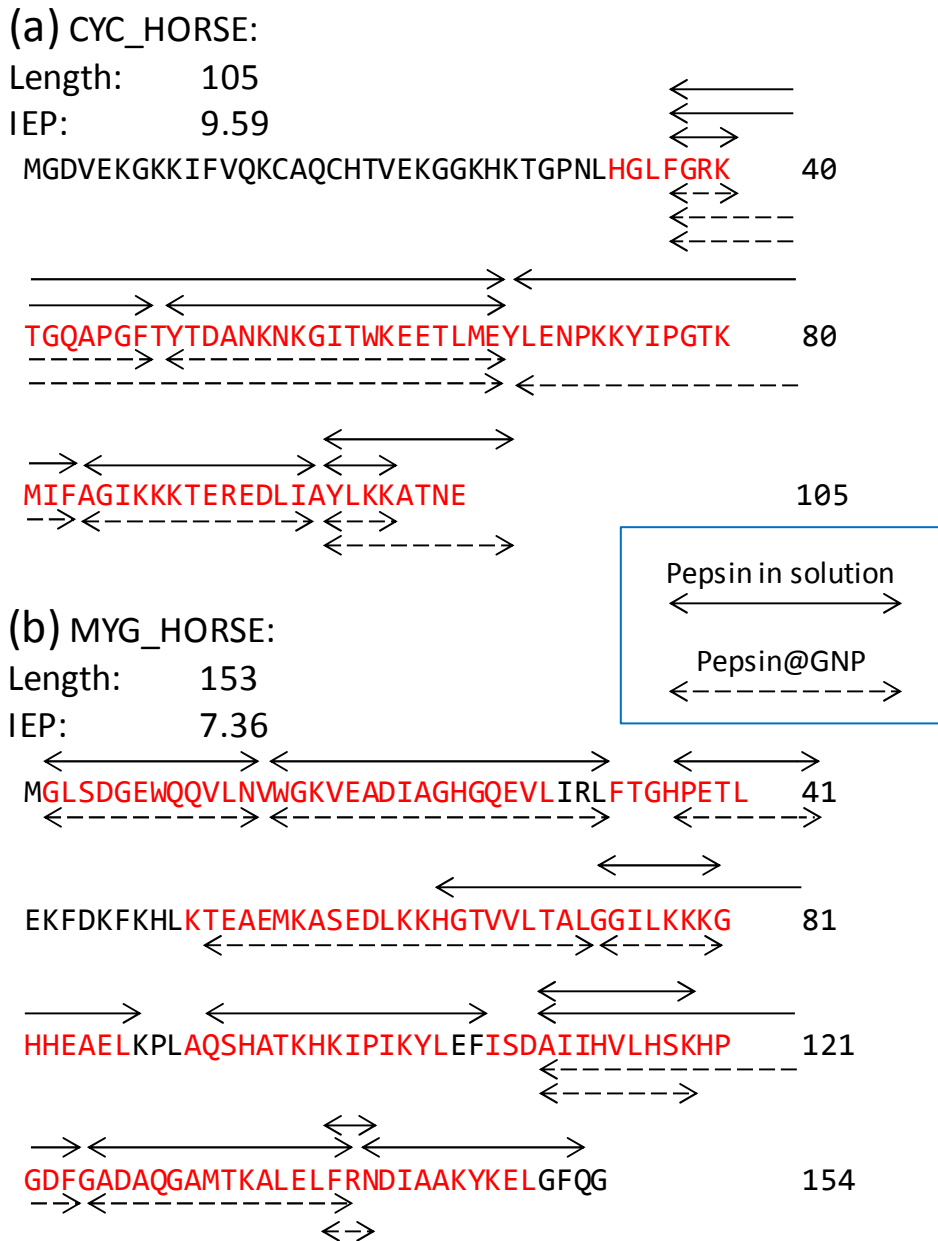 (a) CYC_HORSE:
Length: 105
IEP: 9.59
MGDVEKGKKIFVQKCAQCHTVEKGGKHKTGPNLHGLFGRK 40
TGQAPGFTYTDANKNKGITWKEETLMEYLENPKKYIPGTK 80
MIFAGIKKKTEREDLIAYLKKATNE 105
Pepsin in solution
Pepsin@GNP
(b) MYG_HORSE:
Length: 153
IEP: 7.36
MGLSDGEWQQVLNVWGKVEADIAGHGQEVLIRLFTGHPETL 41
EKFDKFKHLKTEAEMKASEDLKKHGTVVLTALGGILKKKG 81
HHEAELKPLAQSHATKHKIPIKYLEFISDAIIHVLHSKHP 121
GDFGADAQGAMTKALELFRNDIAAKYKELGFQG 154